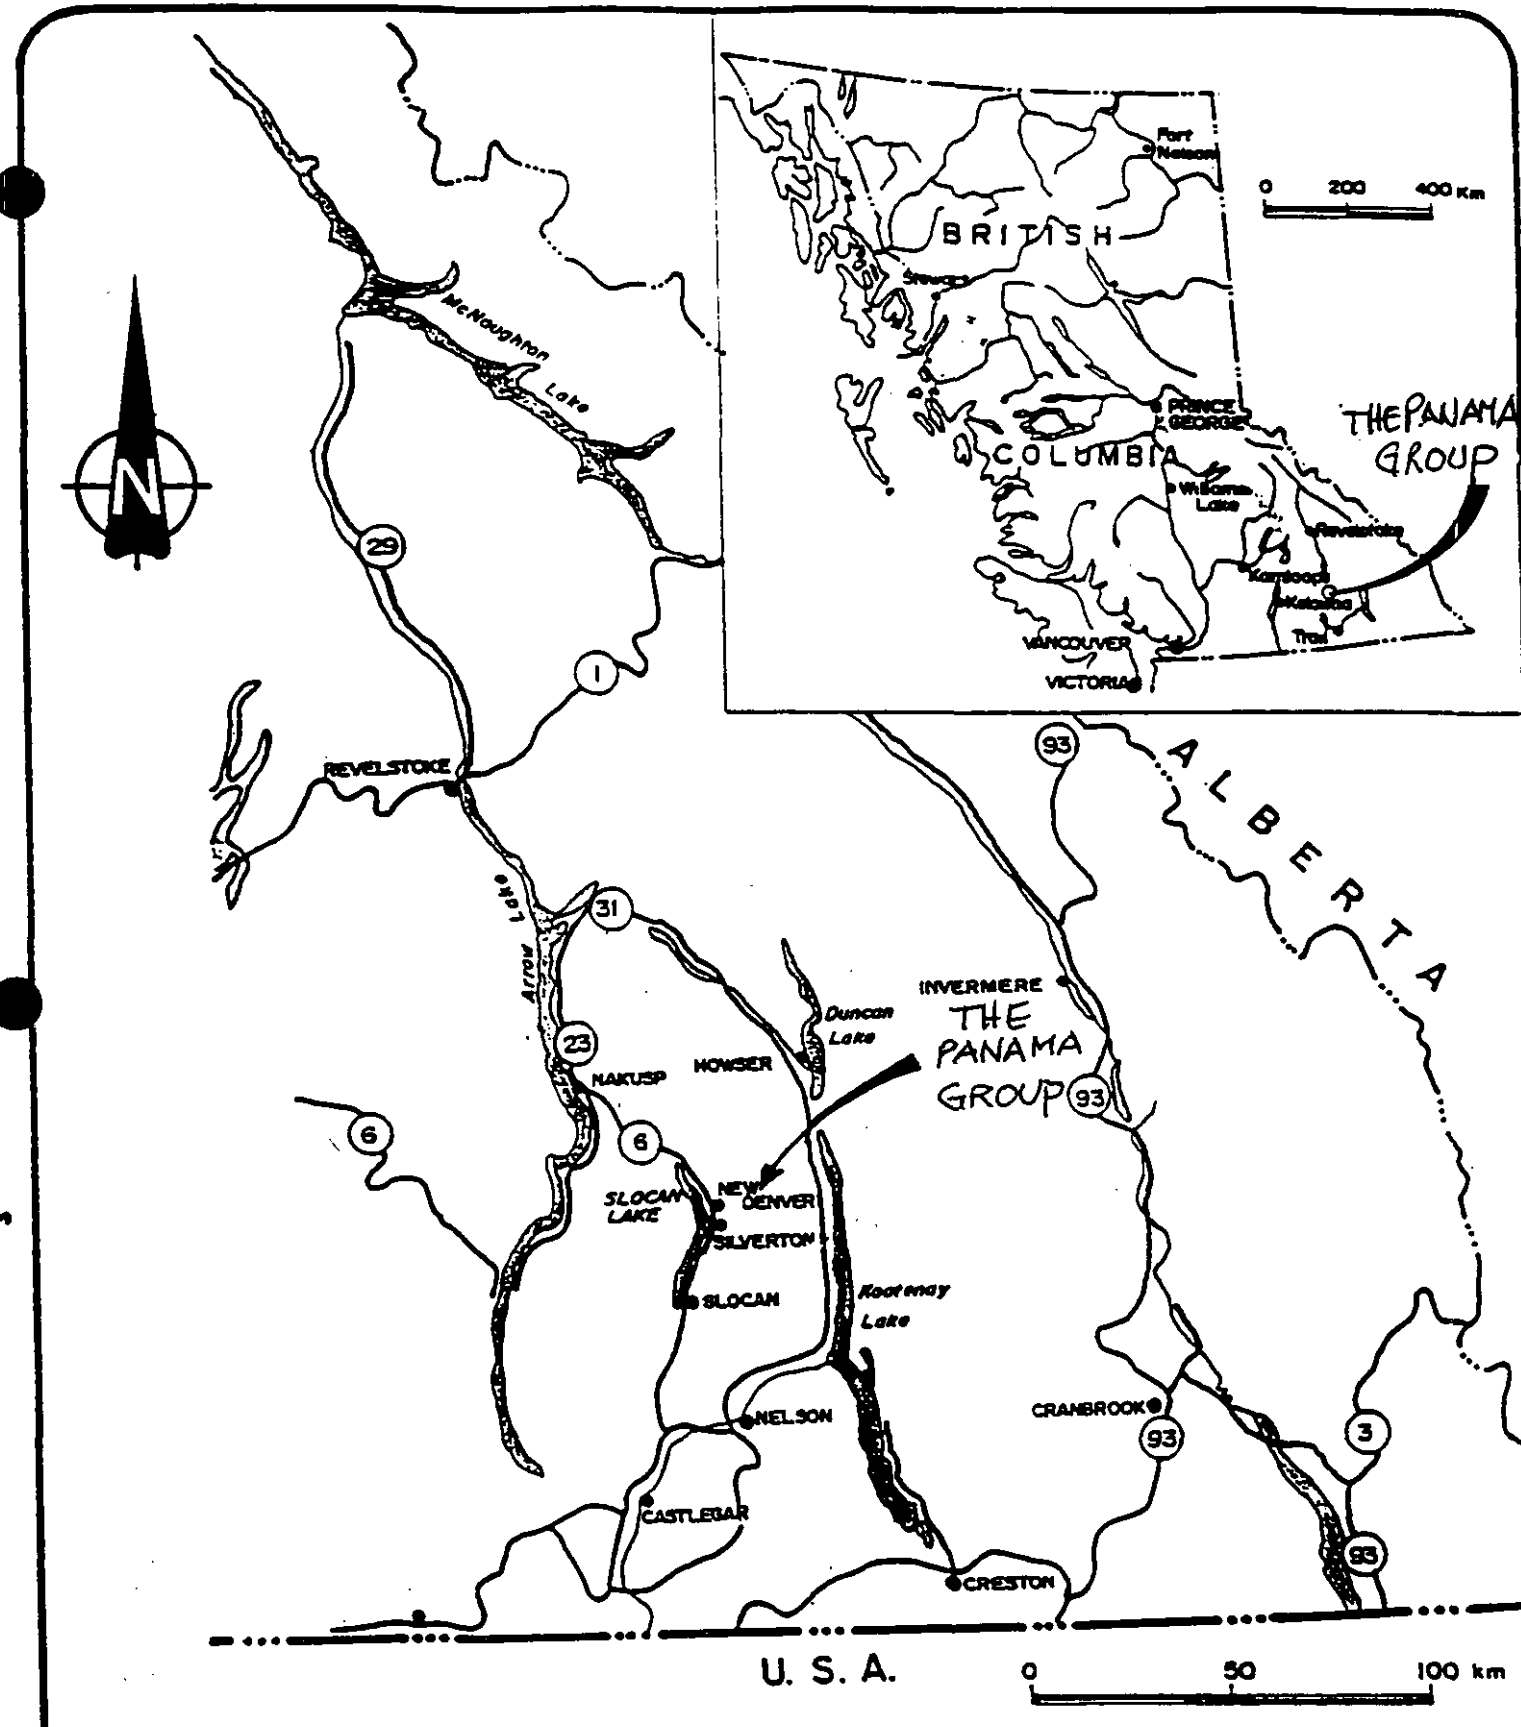 Fort
Nelson
0 200 400 Km
BRITISH
Stewart
McNaughton
Lake
PRINCE
GEORGE
THE PANAMA
GROUP
COLUMBIA
Williams
Lake
N
29
Revelstoke
Kamloops
Kelowna
Trail
VANCOUVER
VICTORIA
1
93
ALBERTA
REVELSTOKE
Arrow Lake
31
INVERMERE
THE
PANAMA
GROUP
Duncan
Lake
23
HOWSER
NAKUSP
93
6
6
SLOCAN
LAKE
NEW
DENVER
SILVERTON
SLOCAN
Kootenay
Lake
CRANBROOK
NELSON
93
3
CASTLEGAR
93
CRESTON
U. S. A.
0 50 100 km